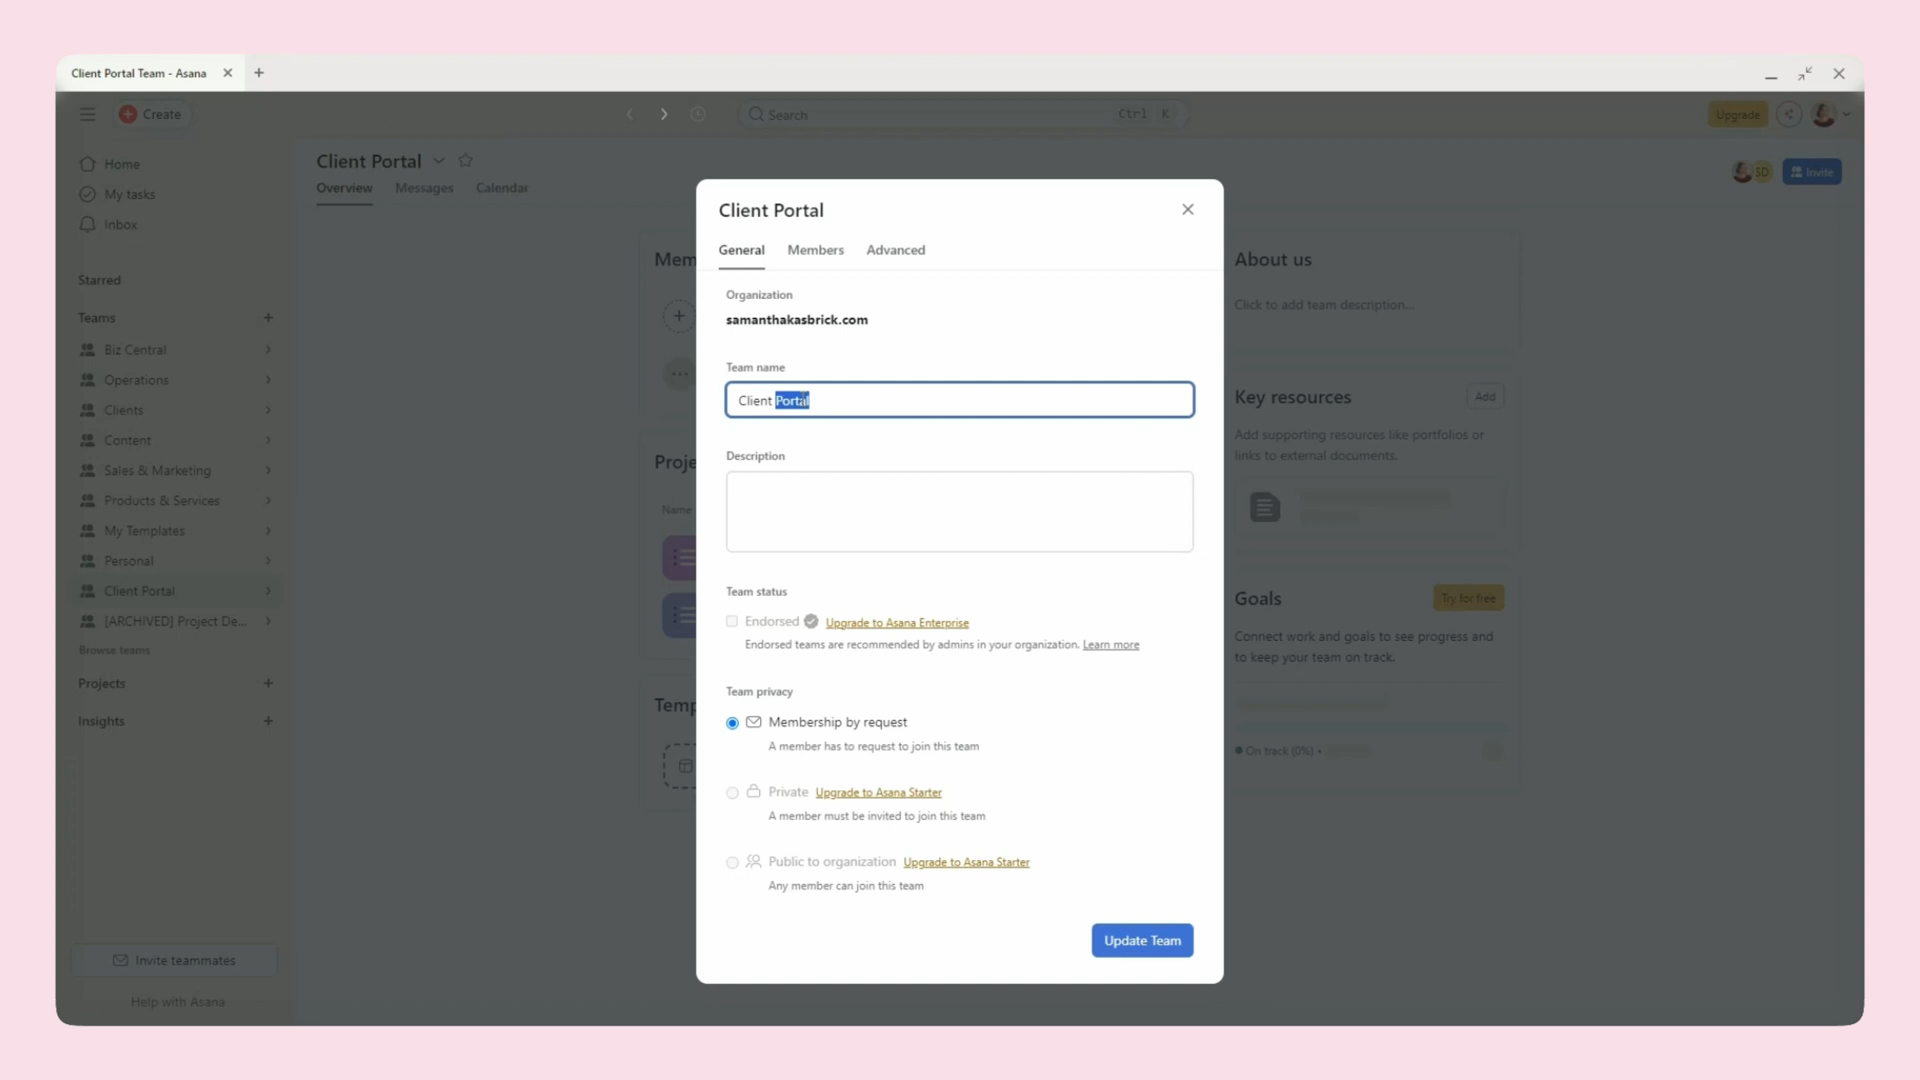 Client Portal Team - Asana
Create
Search
Ctrl K
Upgrade
Home
My tasks
Inbox
Starred
Teams
Biz Central
Operations
Clients
Content
Sales & Marketing
Products & Services
My Templates
Personal
Client Portal
[ARCHIVED] Project De...
Browse teams
Projects
Insights
Invite teammates
Help with Asana
Client Portal
Overview Messages Calendar
SD
Invite
Mem
Proje
Name
Temp
Client Portal
General Members Advanced
Organization
samanthakasbrick.com
Team name
Client Portal
Description
Team status
Endorsed Upgrade to Asana Enterprise
Endorsed teams are recommended by admins in your organization. Learn more
Team privacy
Membership by request
A member has to request to join this team
Private Upgrade to Asana Starter
A member must be invited to join this team
Public to organization Upgrade to Asana Starter
Any member can join this team
Update Team
About us
Click to add team description...
Key resources
Add
Add supporting resources like portfolios or
links to external documents.
Goals
Try for free
Connect work and goals to see progress and
to keep your team on track.
On track (0%) •